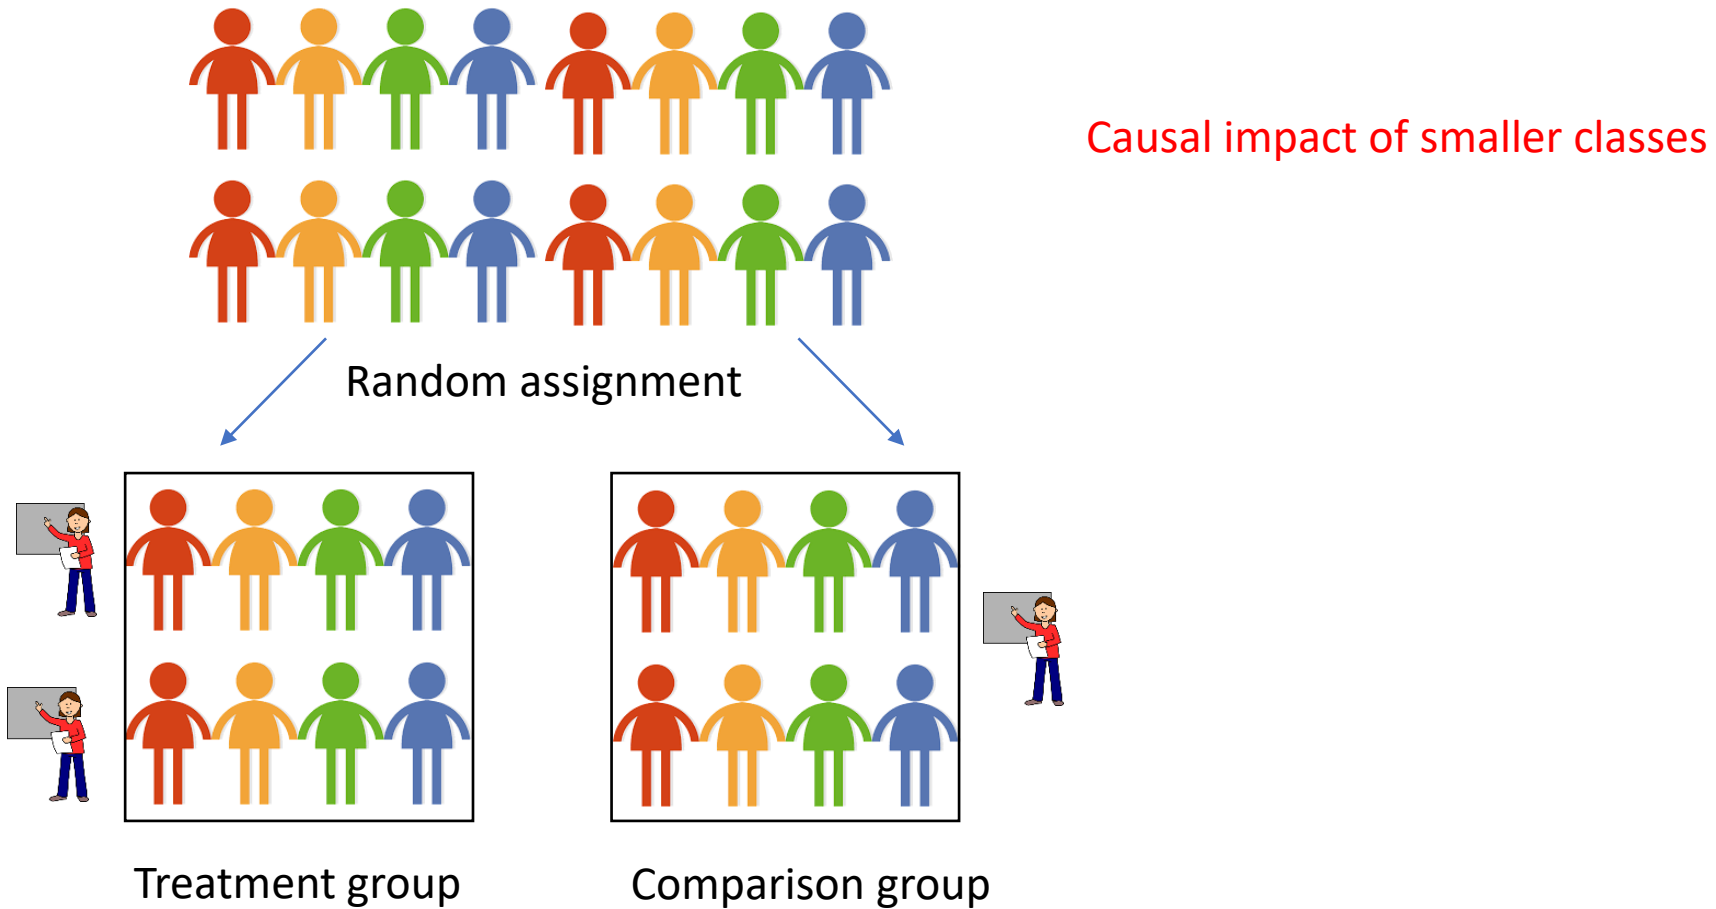 Causal impact of smaller classes
Random assignment
Treatment group
Comparison group